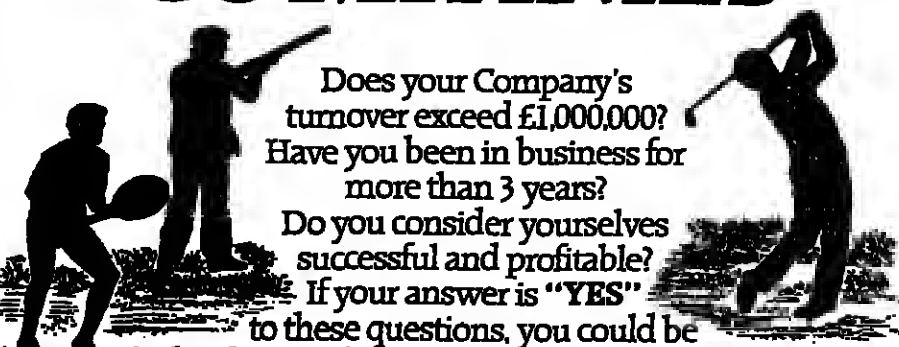 Does your Company's
turnover exceed £1,000,000?
Have you been in business for
more than 3 years?
Do you consider yourselves
successful and profitable?
If your answer is "YES"
to these questions, you could be